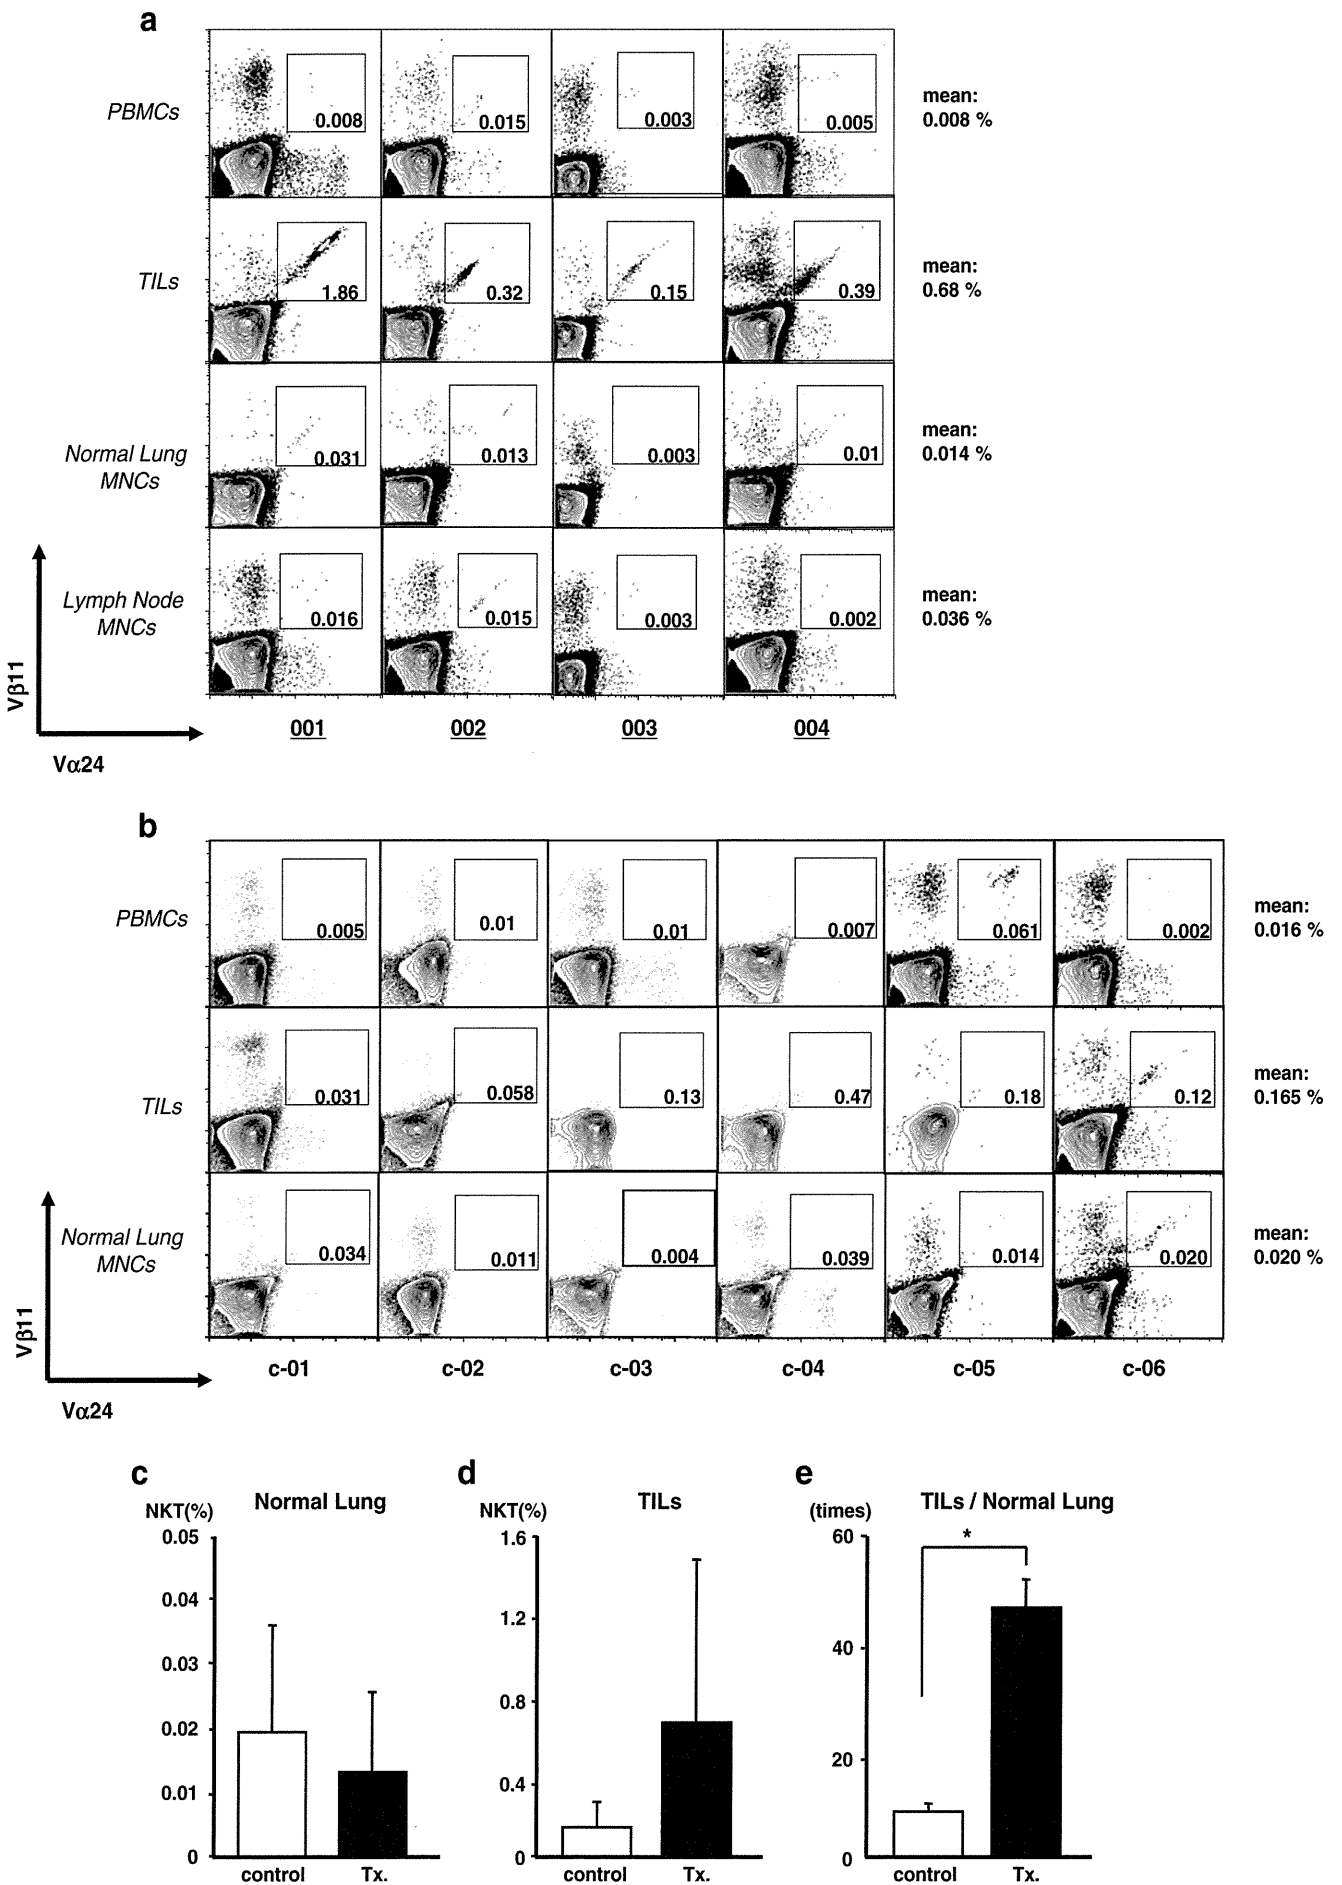 a
PBMCs
0.008
0.015
0.003
0.005
mean:
0.008 %
TILs
1.86
0.32
0.15
0.39
mean:
0.68 %
Normal Lung
MNCs
0.031
0.013
0.003
0.01
mean:
0.014 %
Lymph Node
MNCs
0.016
0.015
0.003
0.002
mean:
0.036 %
Vβ11
Vα24
001
002
003
004
b
PBMCs
0.005
0.01
0.01
0.007
0.061
0.002
mean:
0.016 %
TILs
0.031
0.058
0.13
0.47
0.18
0.12
mean:
0.165 %
Normal Lung
MNCs
0.034
0.011
0.004
0.039
0.014
0.020
mean:
0.020 %
Vβ11
Vα24
c-01
c-02
c-03
c-04
c-05
c-06
c
NKT(%)
Normal Lung
0.05
0.04
0.03
0.02
0.01
0
control
Tx.
d
NKT(%)
TILs
1.6
1.2
0.8
0.4
0
control
Tx.
e
(times)
TILs / Normal Lung
60
40
20
0
*
control
Tx.